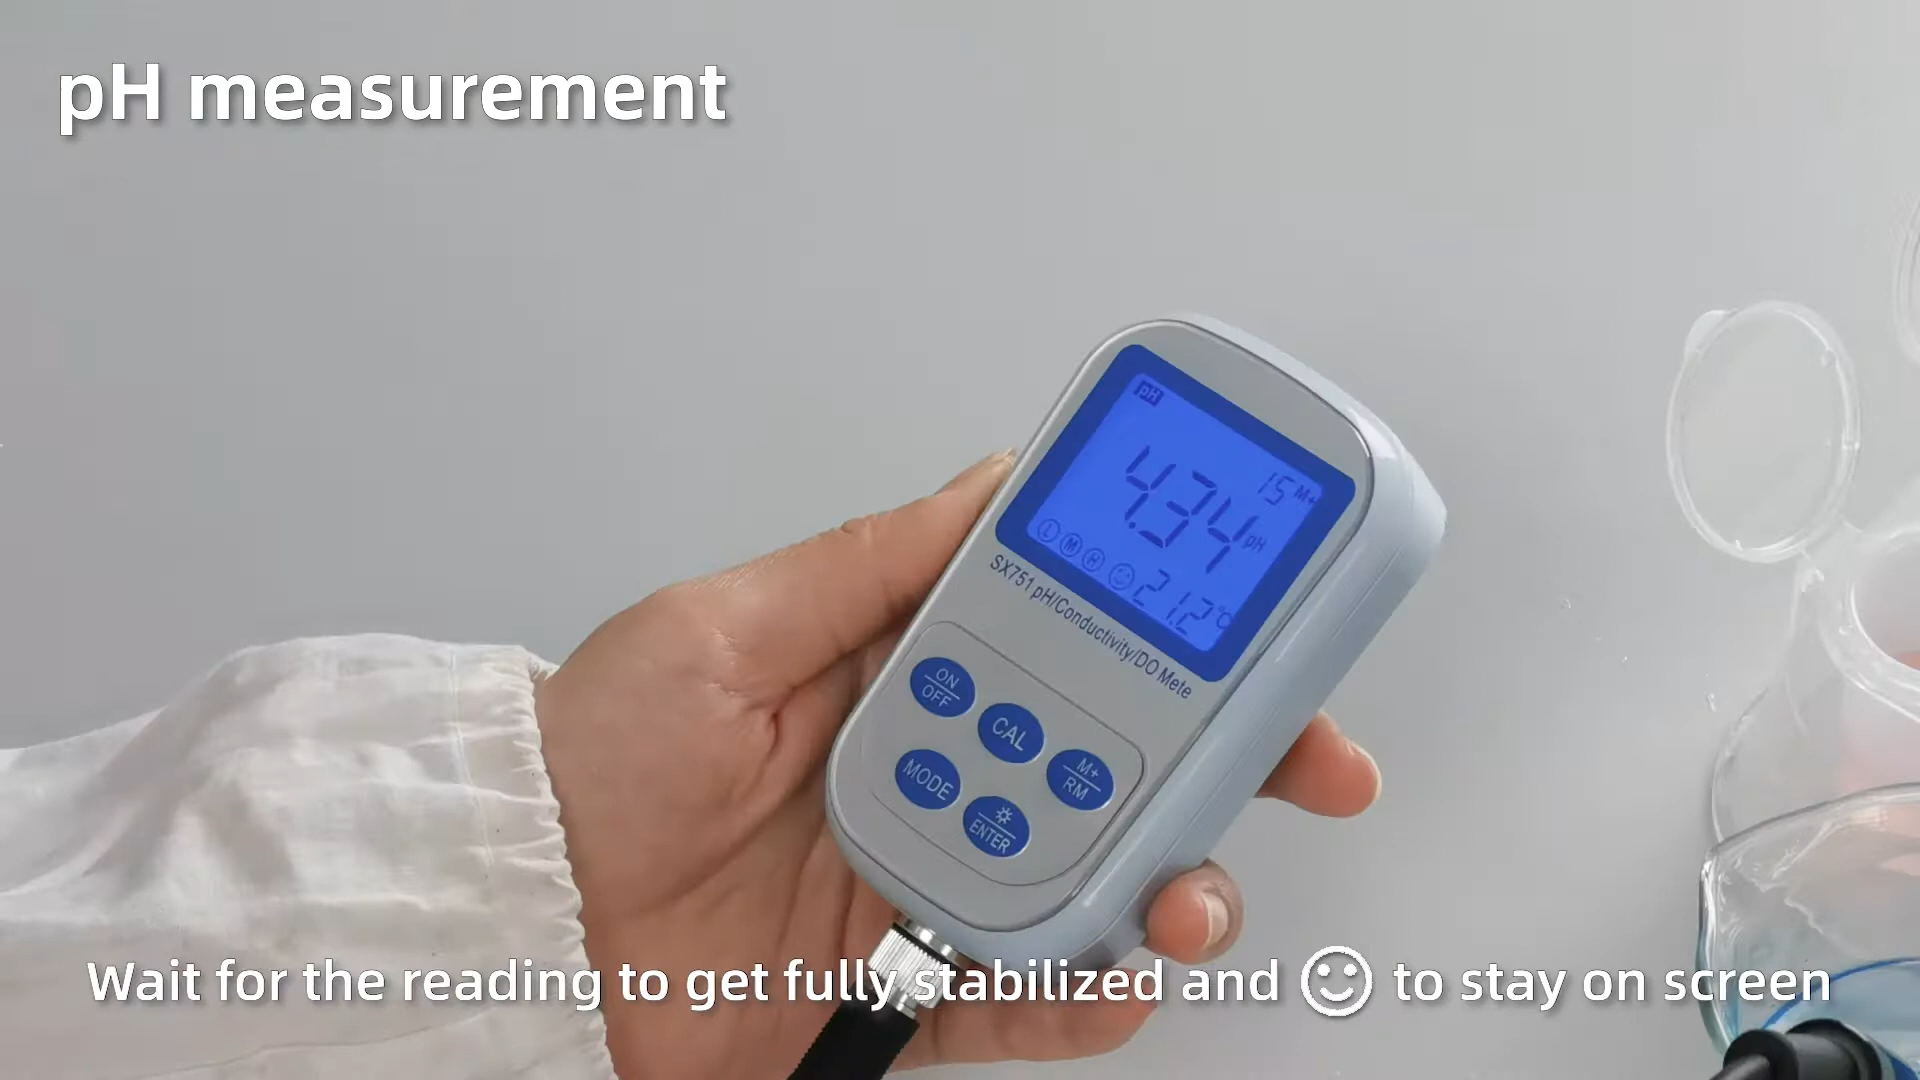 pH measurement
pH
15 M+
4.34 pH
L M H 21.2 °C
SX751 pH/Conductivity/DO Mete
ON
OFF
CAL
M+
RM
MODE
ENTER
Wait for the reading to get fully stabilized and ☺ to stay on screen